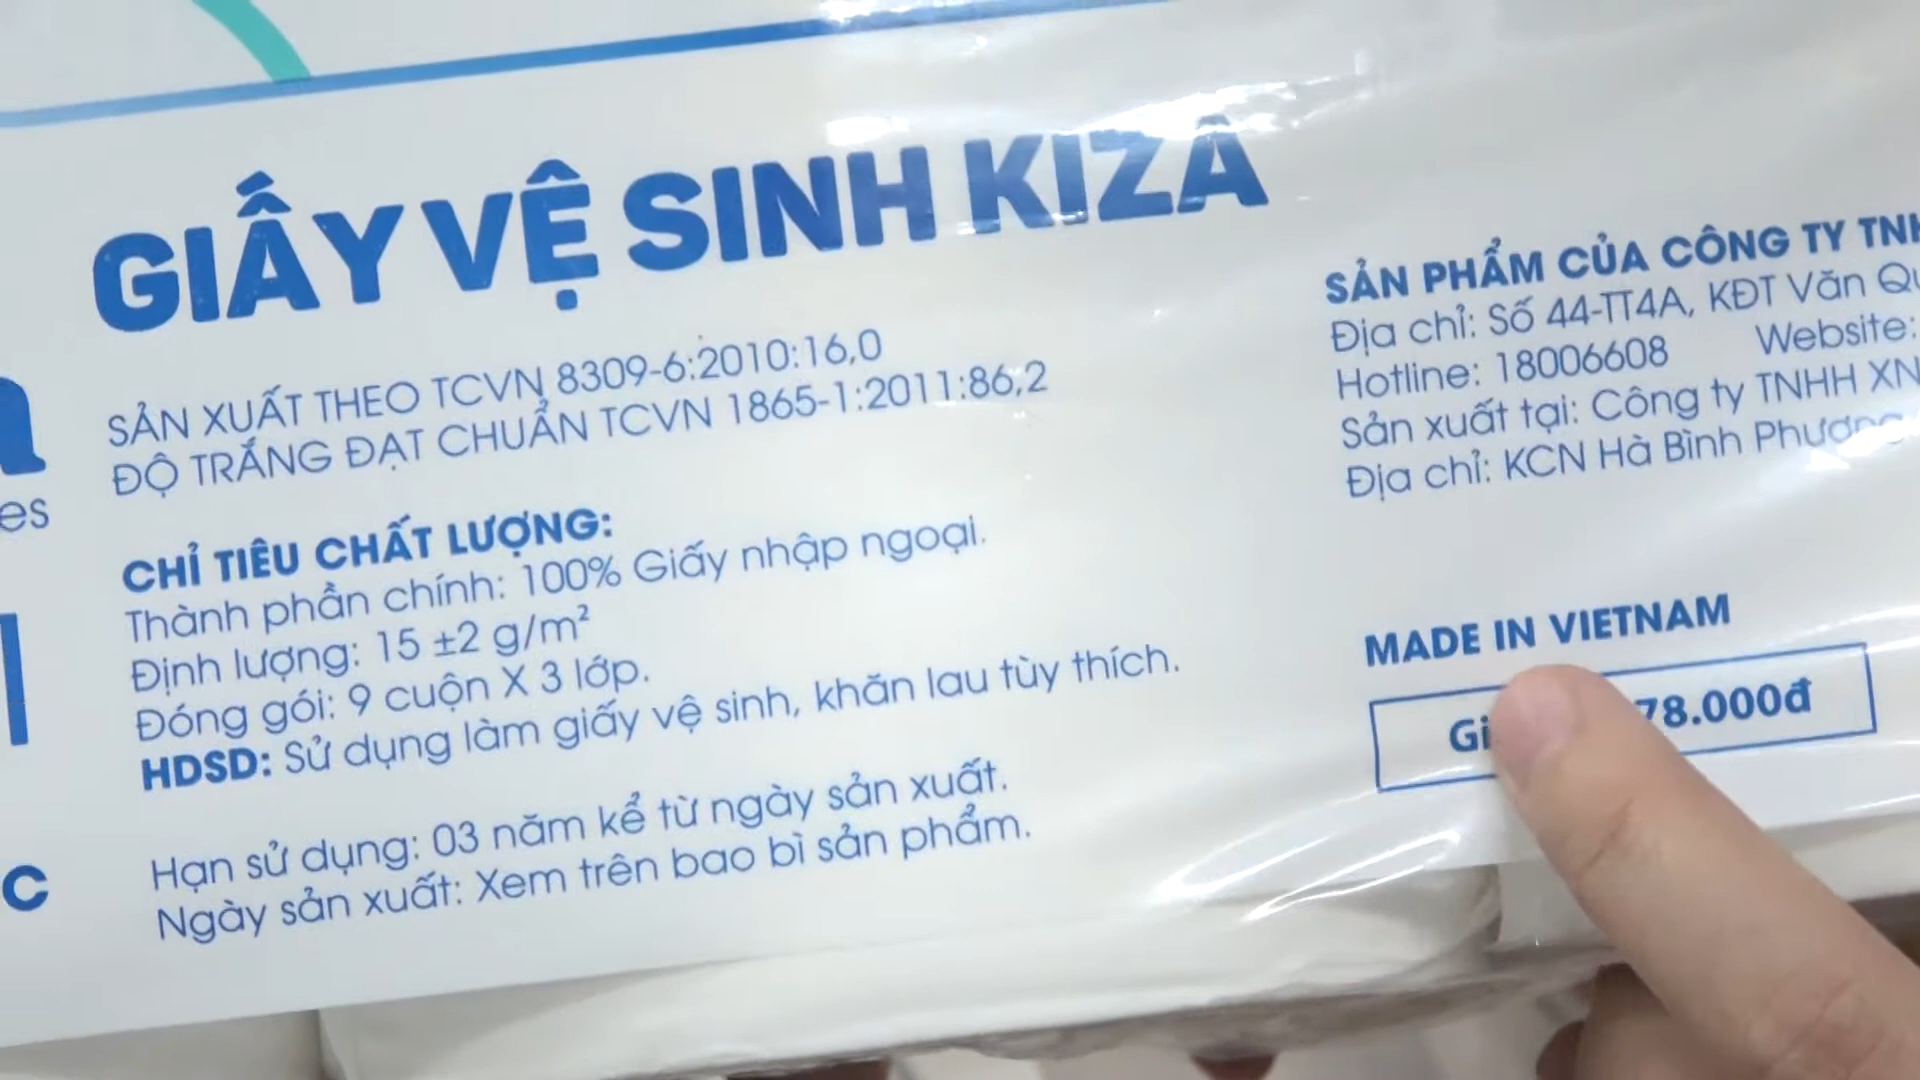 GIẤY VỆ SINH KIZA
SẢN XUẤT THEO TCVN 8309-6:2010:16,0
ĐỘ TRẮNG ĐẠT CHUẨN TCVN 1865-1:2011:86,2
CHỈ TIÊU CHẤT LƯỢNG:
Thành phần chính: 100% Giấy nhập ngoại.
Định lượng: 15 ±2 g/m²
Đóng gói: 9 cuộn X 3 lớp.
HDSD: Sử dụng làm giấy vệ sinh, khăn lau tùy thích.
Hạn sử dụng: 03 năm kể từ ngày sản xuất.
Ngày sản xuất: Xem trên bao bì sản phẩm.
SẢN PHẨM CỦA CÔNG TY
Địa chỉ: Số 44-TT4A, KĐT Văn
Hotline: 18006608 Website:
Sản xuất tại: Công ty TNHH XN
Địa chỉ: KCN Hà Bình Phương
MADE IN VIETNAM
78.000đ